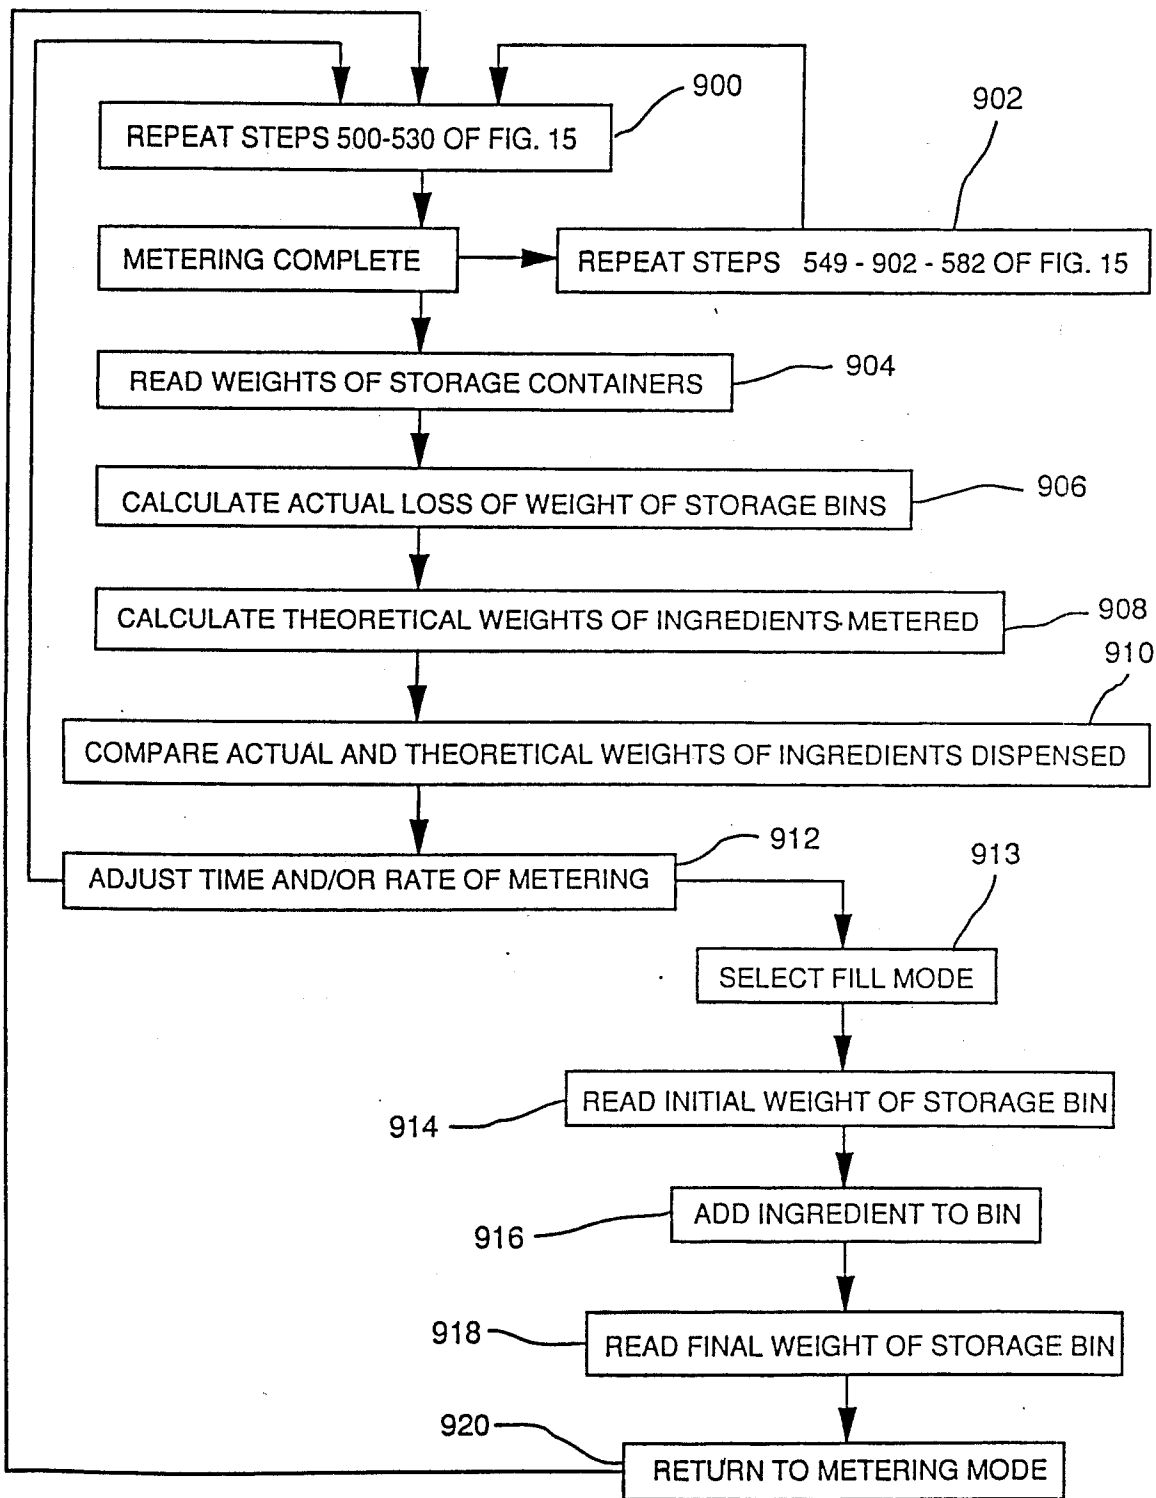 900
902
REPEAT STEPS 500-530 OF FIG. 15
METERING COMPLETE
REPEAT STEPS 549 - 902 - 582 OF FIG. 15
READ WEIGHTS OF STORAGE CONTAINERS
904
CALCULATE ACTUAL LOSS OF WEIGHT OF STORAGE BINS
906
CALCULATE THEORETICAL WEIGHTS OF INGREDIENTS METERED
908
910
COMPARE ACTUAL AND THEORETICAL WEIGHTS OF INGREDIENTS DISPENSED
912
ADJUST TIME AND/OR RATE OF METERING
913
SELECT FILL MODE
READ INITIAL WEIGHT OF STORAGE BIN
914
ADD INGREDIENT TO BIN
916
918
READ FINAL WEIGHT OF STORAGE BIN
920
RETURN TO METERING MODE